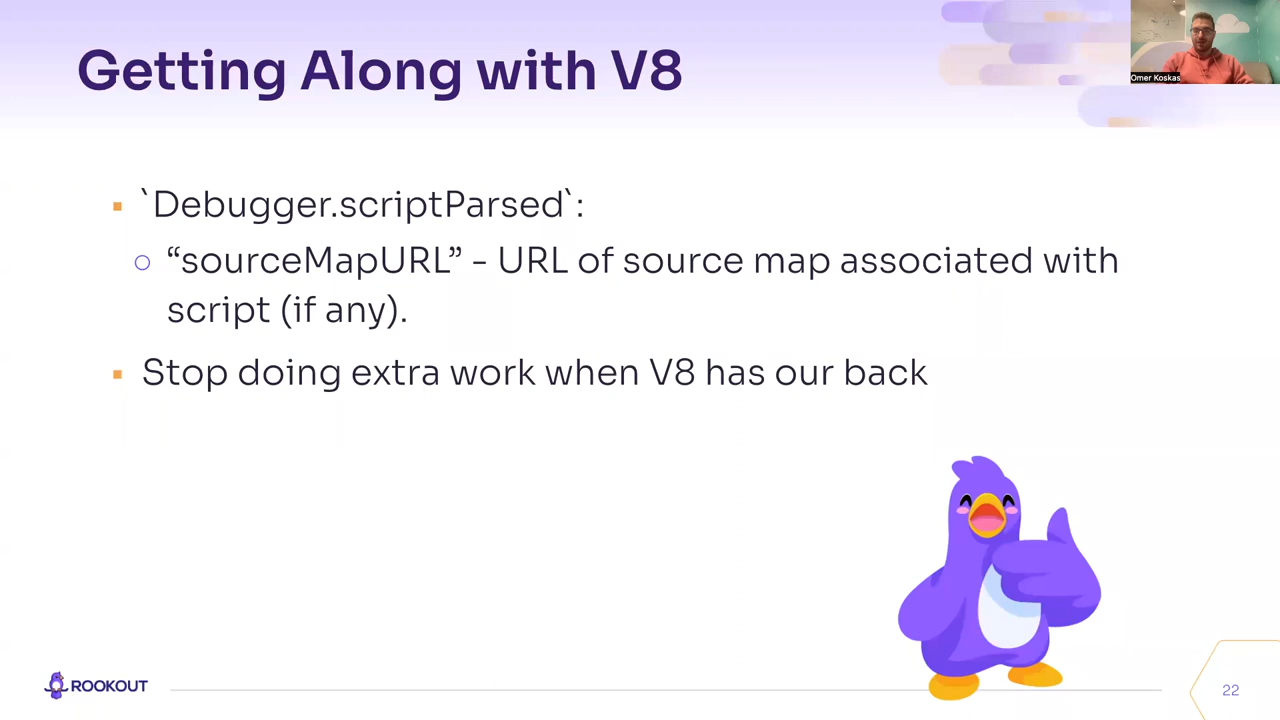 Getting Along with V8
Omer Koskas
▪ `Debugger.scriptParsed`:
○ “sourceMapURL” - URL of source map associated with
script (if any).
▪ Stop doing extra work when V8 has our back
ROOKOUT
22